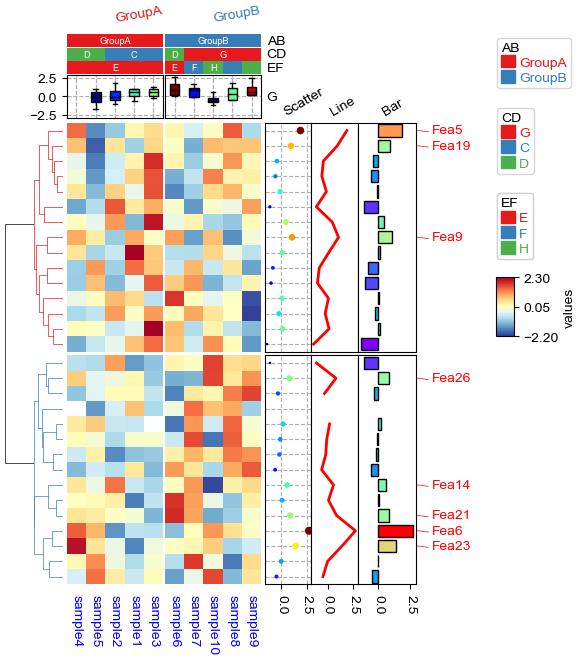 GroupA
GroupB
GroupA
GroupB
AB
D
C
D
G
CD
E
E
F
H
EF
2.5
0.0
−2.5
G
Scatter
Line
Bar
Fea5
Fea19
Fea9
Fea26
Fea14
Fea21
Fea6
Fea23
0.0
2.5
0.0
2.5
0.0
2.5
sample4
sample5
sample2
sample1
sample3
sample6
sample7
sample10
sample8
sample9
AB
GroupA
GroupB
CD
G
C
D
EF
E
F
H
2.30
0.05
−2.20
values